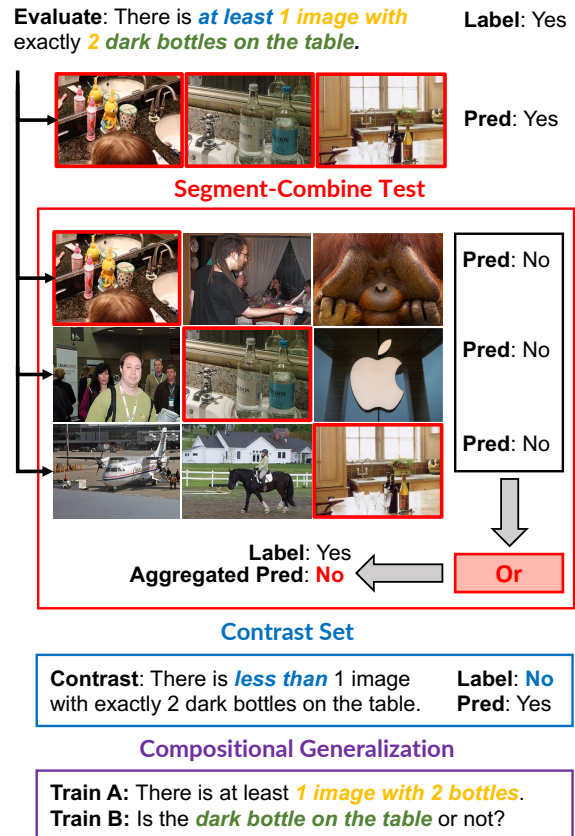 Evaluate: There is at least 1 image with
exactly 2 dark bottles on the table.
Label: Yes
Pred: Yes
Segment-Combine Test
Pred: No
Pred: No
Pred: No
Label: Yes
Aggregated Pred: No
Or
Contrast Set
Contrast: There is less than 1 image
with exactly 2 dark bottles on the table.
Label: No
Pred: Yes
Compositional Generalization
Train A: There is at least 1 image with 2 bottles.
Train B: Is the dark bottle on the table or not?